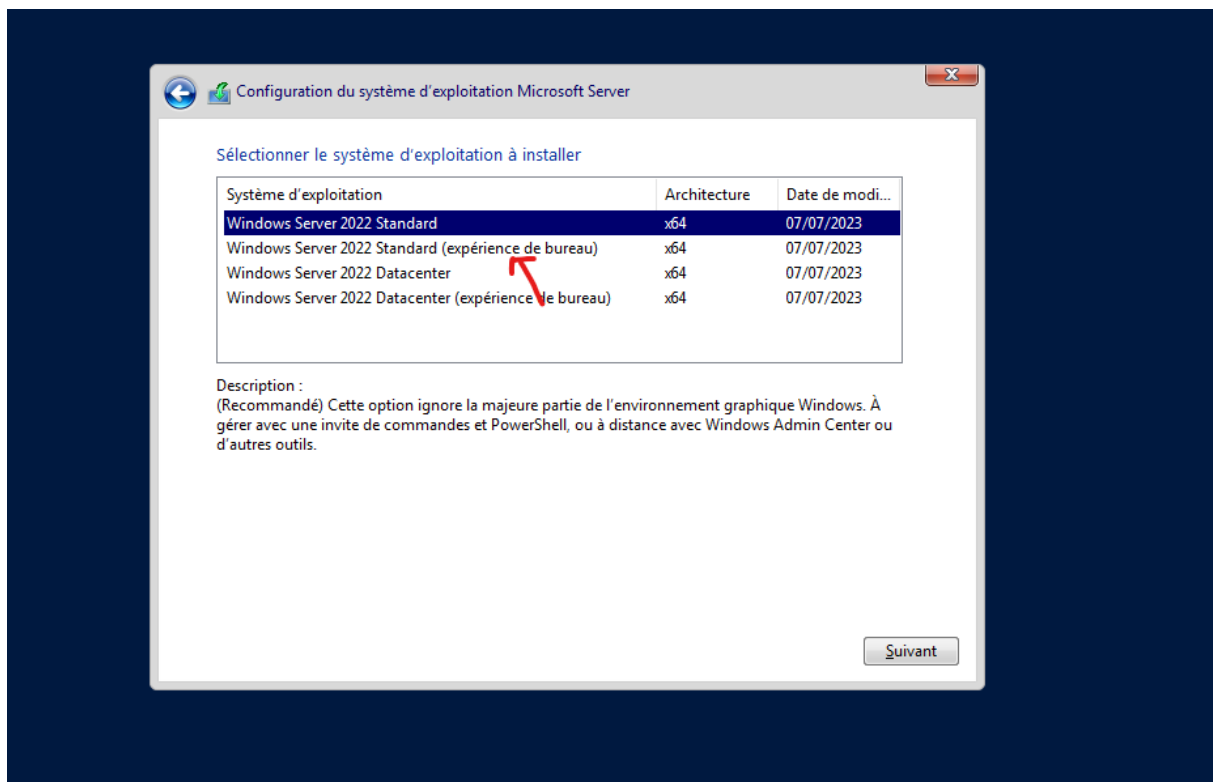 Configuration du système d'exploitation Microsoft Server
Sélectionner le système d'exploitation à installer
Système d'exploitation Architecture Date de modi...
Windows Server 2022 Standard x64 07/07/2023
Windows Server 2022 Standard (expérience de bureau) x64 07/07/2023
Windows Server 2022 Datacenter x64 07/07/2023
Windows Server 2022 Datacenter (expérience de bureau) x64 07/07/2023
Description :
(Recommandé) Cette option ignore la majeure partie de l'environnement graphique Windows. À
gérer avec une invite de commandes et PowerShell, ou à distance avec Windows Admin Center ou
d'autres outils.
Suivant